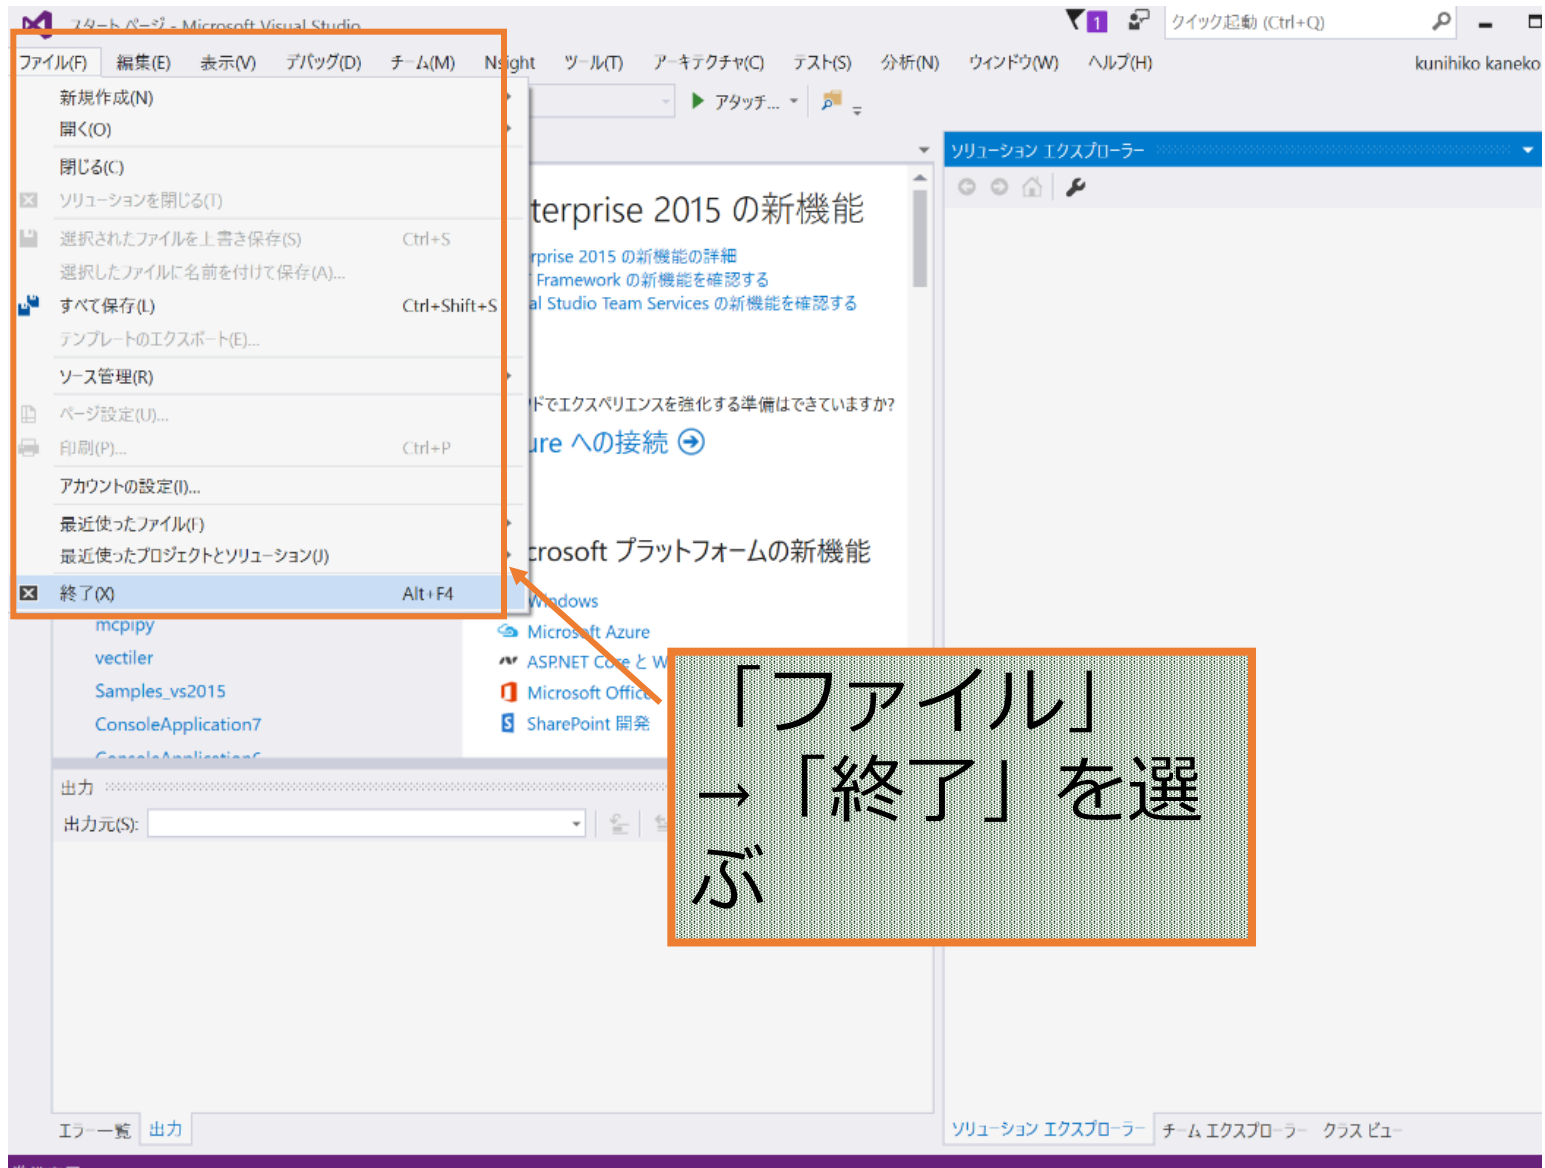 スタート ページ - Microsoft Visual Studio
1
クイック起動 (Ctrl+Q)
ファイル(F) 編集(E) 表示(V) デバッグ(D) チーム(M) Nsight ツール(T) アーキテクチャ(C) テスト(S) 分析(N) ウィンドウ(W) ヘルプ(H) kunihiko kaneko
新規作成(N)
アタッチ...
開く(O)
閉じる(C)
ソリューションを閉じる(T)
選択されたファイルを上書き保存(S) Ctrl+S
選択したファイルに名前を付けて保存(A)...
すべて保存(L) Ctrl+Shift+S
テンプレートのエクスポート(E)...
ソース管理(R)
ページ設定(U)...
印刷(P)... Ctrl+P
アカウントの設定(I)...
最近使ったファイル(F)
最近使ったプロジェクトとソリューション(J)
終了(X) Alt+F4
mcpipy
vectiler
Samples_vs2015
ConsoleApplication7
ConsoleApplication6
terprise 2015 の新機能
rprise 2015 の新機能の詳細
Framework の新機能を確認する
al Studio Team Services の新機能を確認する
ドでエクスペリエンスを強化する準備はできていますか?
ure への接続
crosoft プラットフォームの新機能
Windows
Microsoft Azure
ASP.NET Core と W
Microsoft Office
SharePoint 開発
ソリューション エクスプローラー
「ファイル」
→「終了」を選
ぶ
出力
出力元(S):
エラー一覧 出力
ソリューション エクスプローラー チーム エクスプローラー クラス ビュー